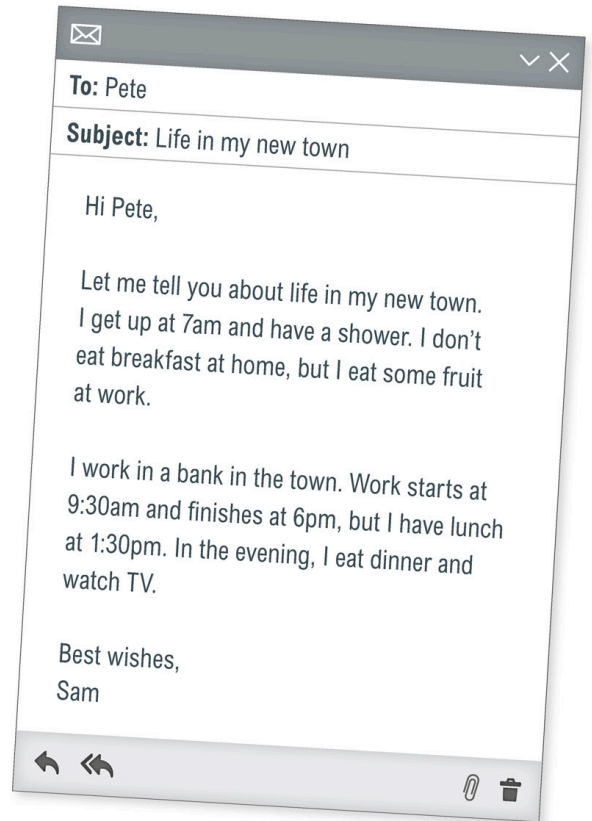 To: Pete
Subject: Life in my new town
Hi Pete,
Let me tell you about life in my new town.
I get up at 7am and have a shower. I don't
eat breakfast at home, but I eat some fruit
at work.
I work in a bank in the town. Work starts at
9:30am and finishes at 6pm, but I have lunch
at 1:30pm. In the evening, I eat dinner and
watch TV.
Best wishes,
Sam